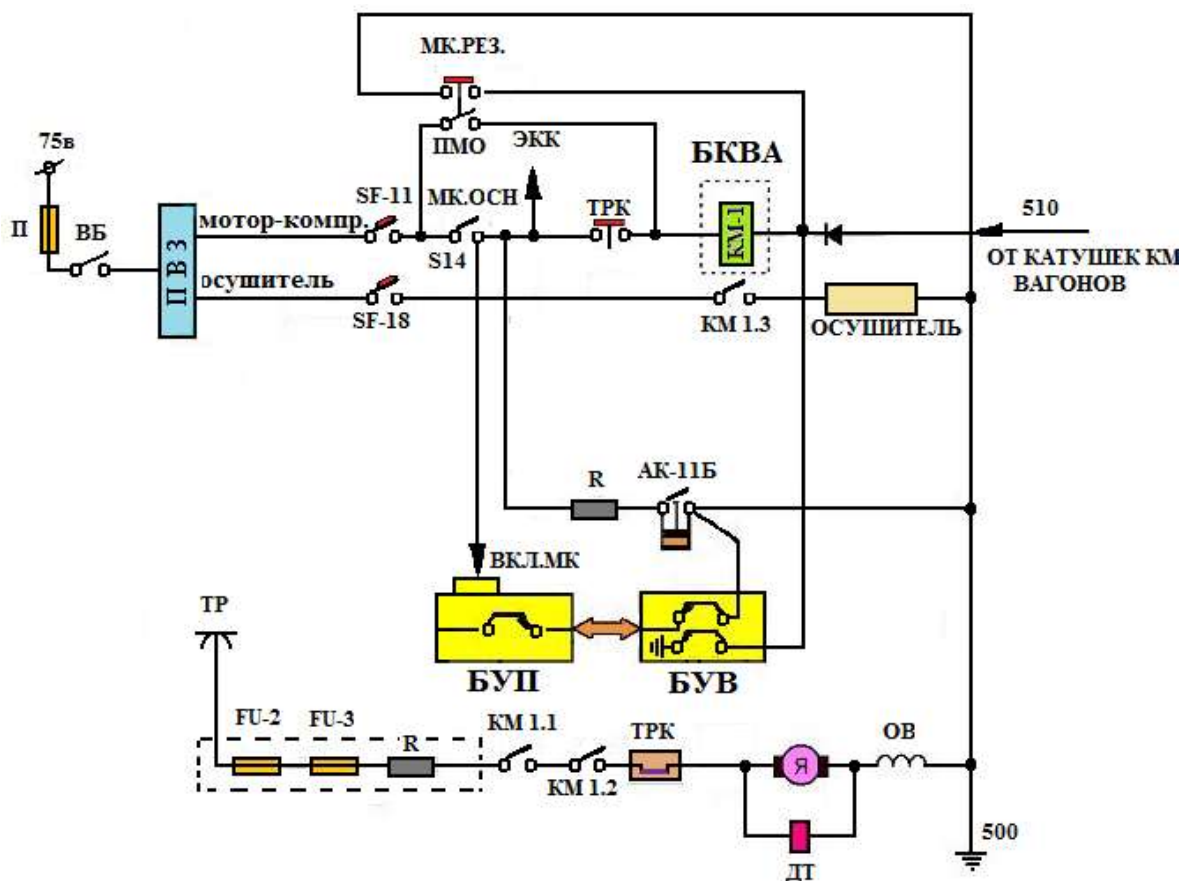 МК.РЕЗ.
ПМО
75в
П
ВБ
ПВЗ
мотор-компр.
осушитель
SF-11
SF-18
МК.ОСН
S14
ЭКК
ТРК
БКВА
КМ-1
510
ОТ КАТУШЕК КМ
ВАГОНОВ
КМ 1.3
ОСУШИТЕЛЬ
R
АК-11Б
ВКЛ.МК
БУП
БУВ
ТР
FU-2
FU-3
R
КМ 1.1
КМ 1.2
ТРК
Я
ОВ
ДТ
500